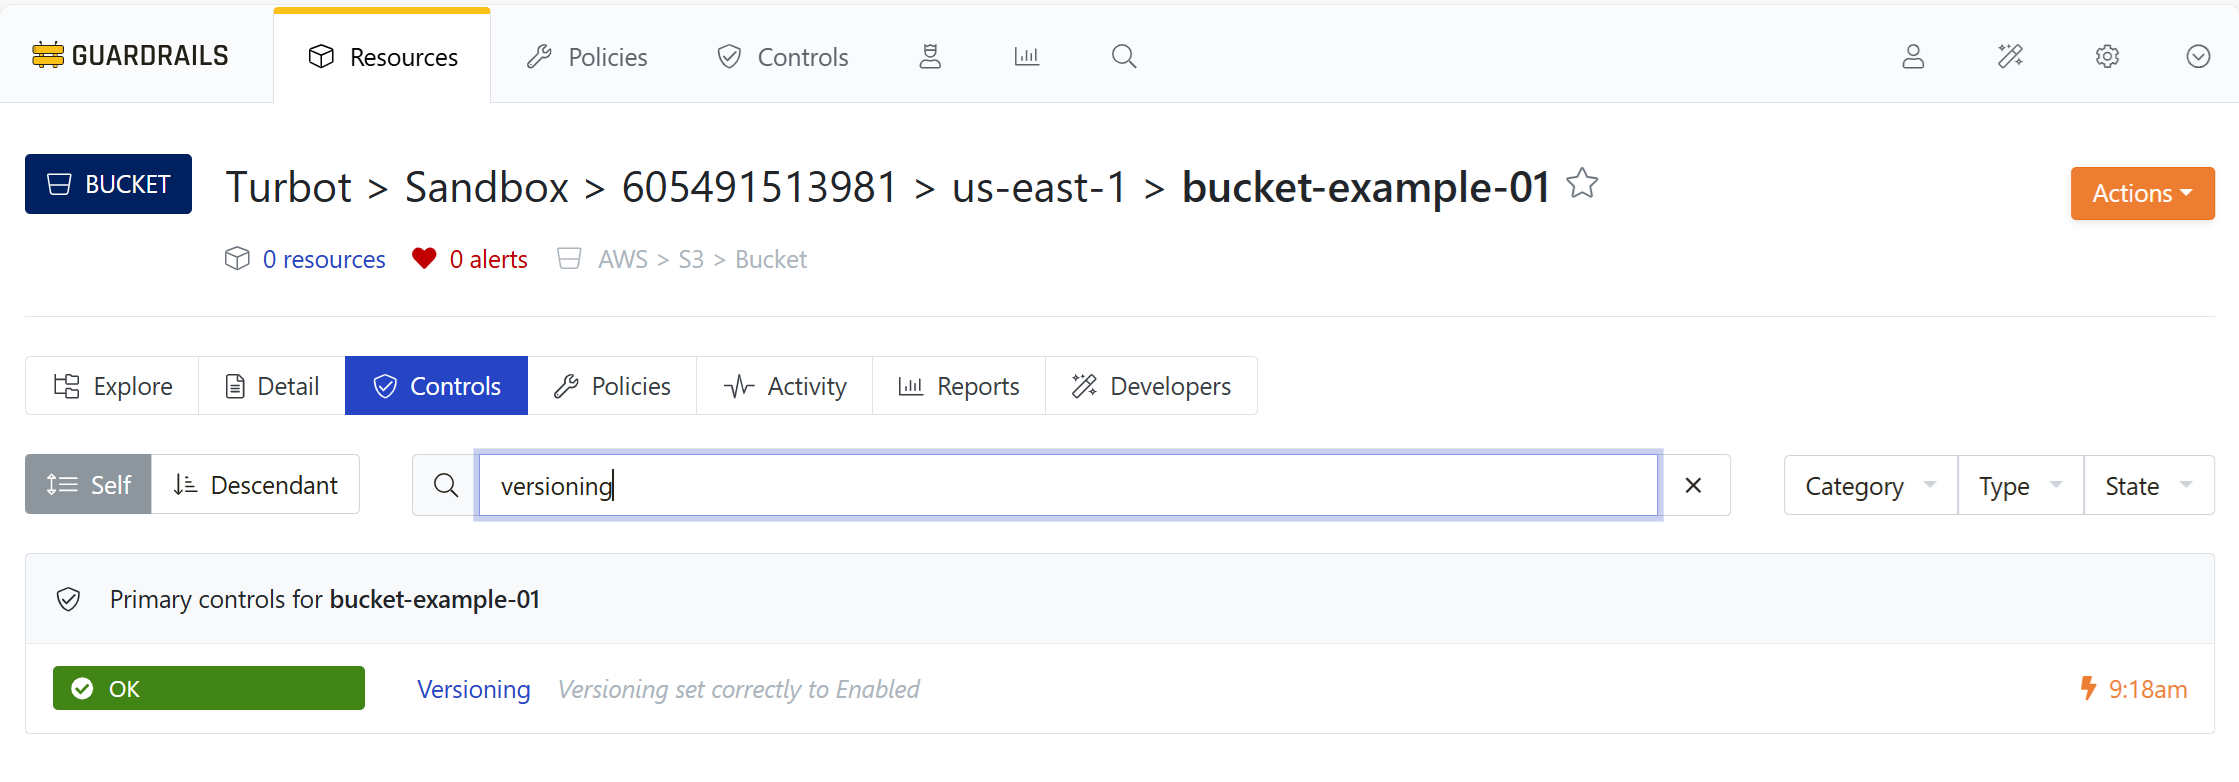 GUARDRAILS Resources Policies Controls
BUCKET Turbot > Sandbox > 605491513981 > us-east-1 > bucket-example-01 Actions
0 resources 0 alerts AWS > S3 > Bucket
Explore Detail Controls Policies Activity Reports Developers
Self Descendant versioning Category Type State
Primary controls for bucket-example-01
OK Versioning Versioning set correctly to Enabled 9:18am